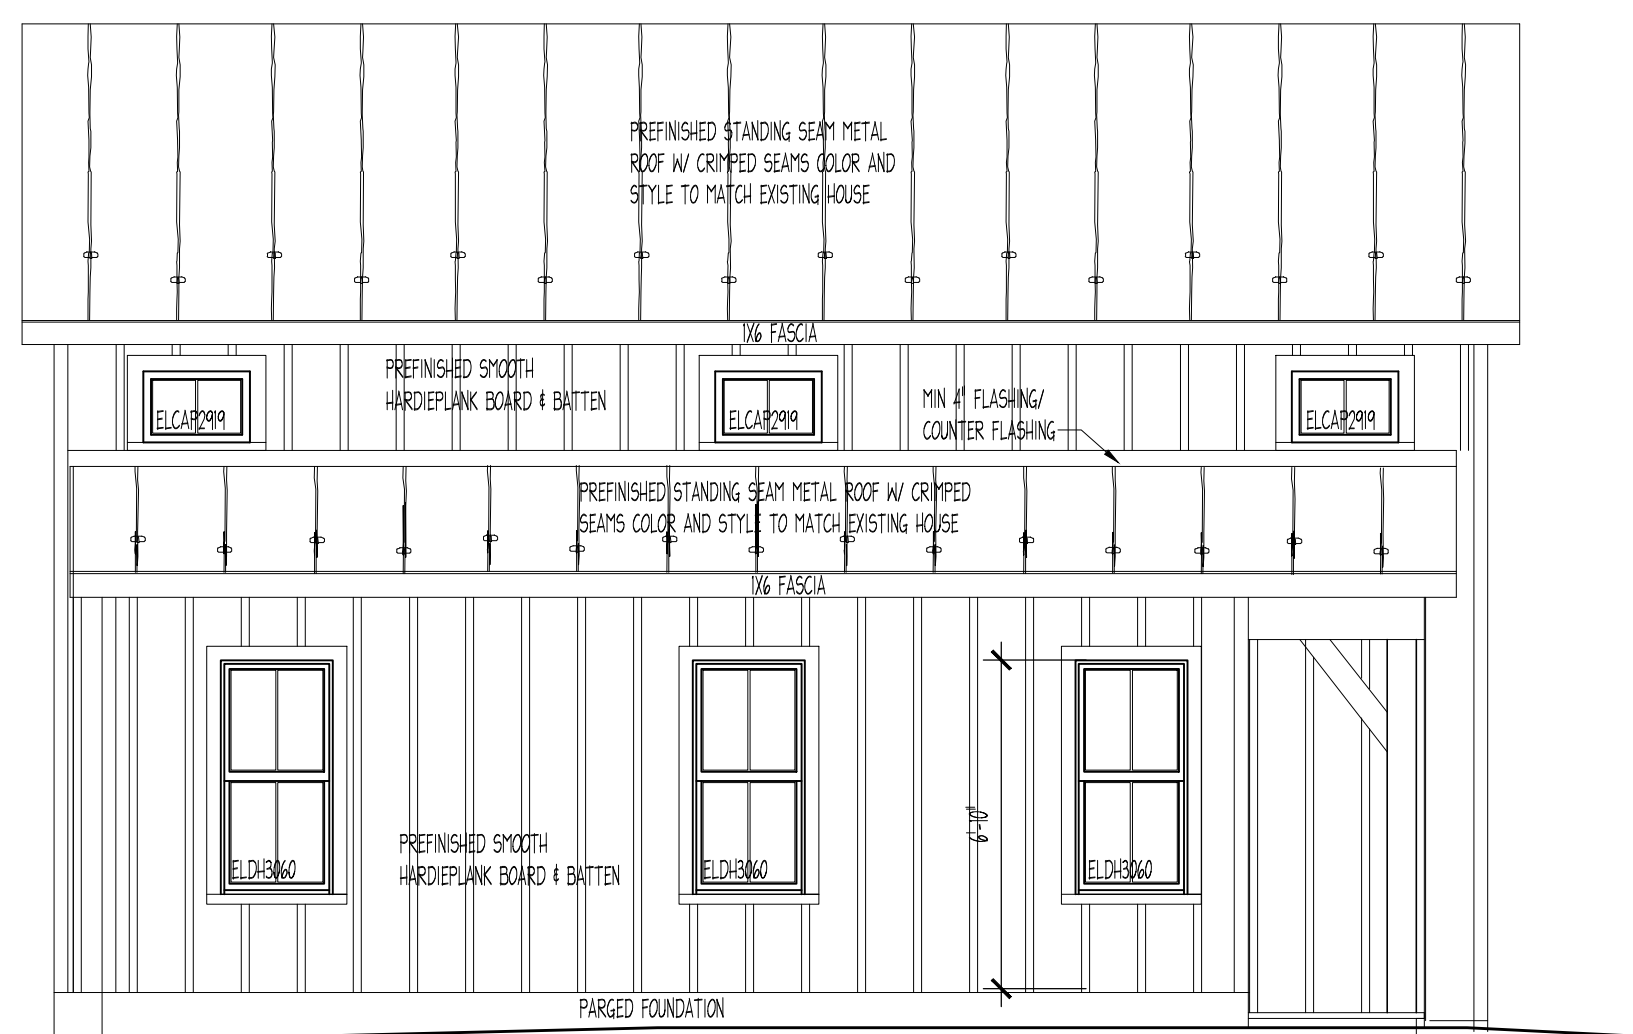 PREFINISHED STANDING SEAM METAL
ROOF W/ CRIMPED SEAMS COLOR AND
STYLE TO MATCH EXISTING HOUSE
1X6 FASCIA
PREFINISHED SMOOTH
HARDIEPLANK BOARD & BATTEN
MIN 4" FLASHING/
COUNTER FLASHING
ELCAP2919
ELCAP2919
ELCAP2919
PREFINISHED STANDING SEAM METAL ROOF W/ CRIMPED
SEAMS COLOR AND STYLE TO MATCH EXISTING HOUSE
1X6 FASCIA
6'-10"
PREFINISHED SMOOTH
HARDIEPLANK BOARD & BATTEN
ELDH3060
ELDH3060
ELDH3060
PARGED FOUNDATION